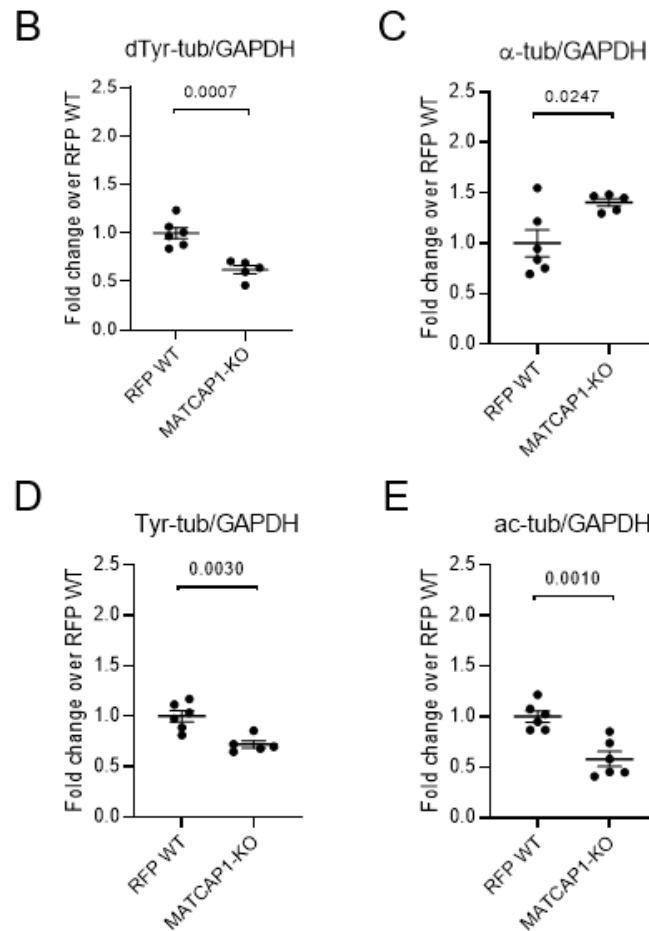 B
dTyr-tub/GAPDH
Fold change over RFP WT
2.5
2.0
1.5
1.0
0.5
0.0
0.0007
RFP WT
MATCAP1-KO
C
α-tub/GAPDH
Fold change over RFP WT
2.5
2.0
1.5
1.0
0.5
0.0
0.0247
RFP WT
MATCAP1-KO
D
Tyr-tub/GAPDH
Fold change over RFP WT
2.5
2.0
1.5
1.0
0.5
0.0
0.0030
RFP WT
MATCAP1-KO
E
ac-tub/GAPDH
Fold change over RFP WT
2.5
2.0
1.5
1.0
0.5
0.0
0.0010
RFP WT
MATCAP1-KO